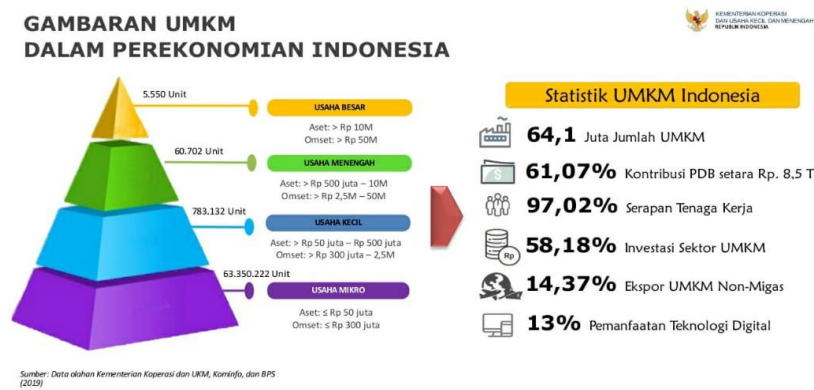 GAMBARAN UMKM
DALAM PEREKONOMIAN INDONESIA
KEMENTERIAN KOPERASI
DAN USAHA KECIL DAN MENENGAH
REPUBLIK INDONESIA
5.550 Unit
USAHA BESAR
Aset: > Rp 10M
Omset: > Rp 50M
60.702 Unit
USAHA MENENGAH
Aset: > Rp 500 juta – 10M
Omset: > Rp 2,5M – 50M
783.132 Unit
USAHA KECIL
Aset: > Rp 50 juta – Rp 500 juta
Omset: > Rp 300 juta – 2,5M
63.350.222 Unit
USAHA MIKRO
Aset: ≤ Rp 50 juta
Omset: ≤ Rp 300 juta
Statistik UMKM Indonesia
64,1 Juta Jumlah UMKM
$
61,07% Kontribusi PDB setara Rp. 8,5 T
97,02% Serapan Tenaga Kerja
Rp
58,18% Investasi Sektor UMKM
14,37% Ekspor UMKM Non-Migas
13% Pemanfaatan Teknologi Digital
Sumber: Data olahan Kementerian Koperasi dan UKM, Kominfo, dan BPS
(2019)